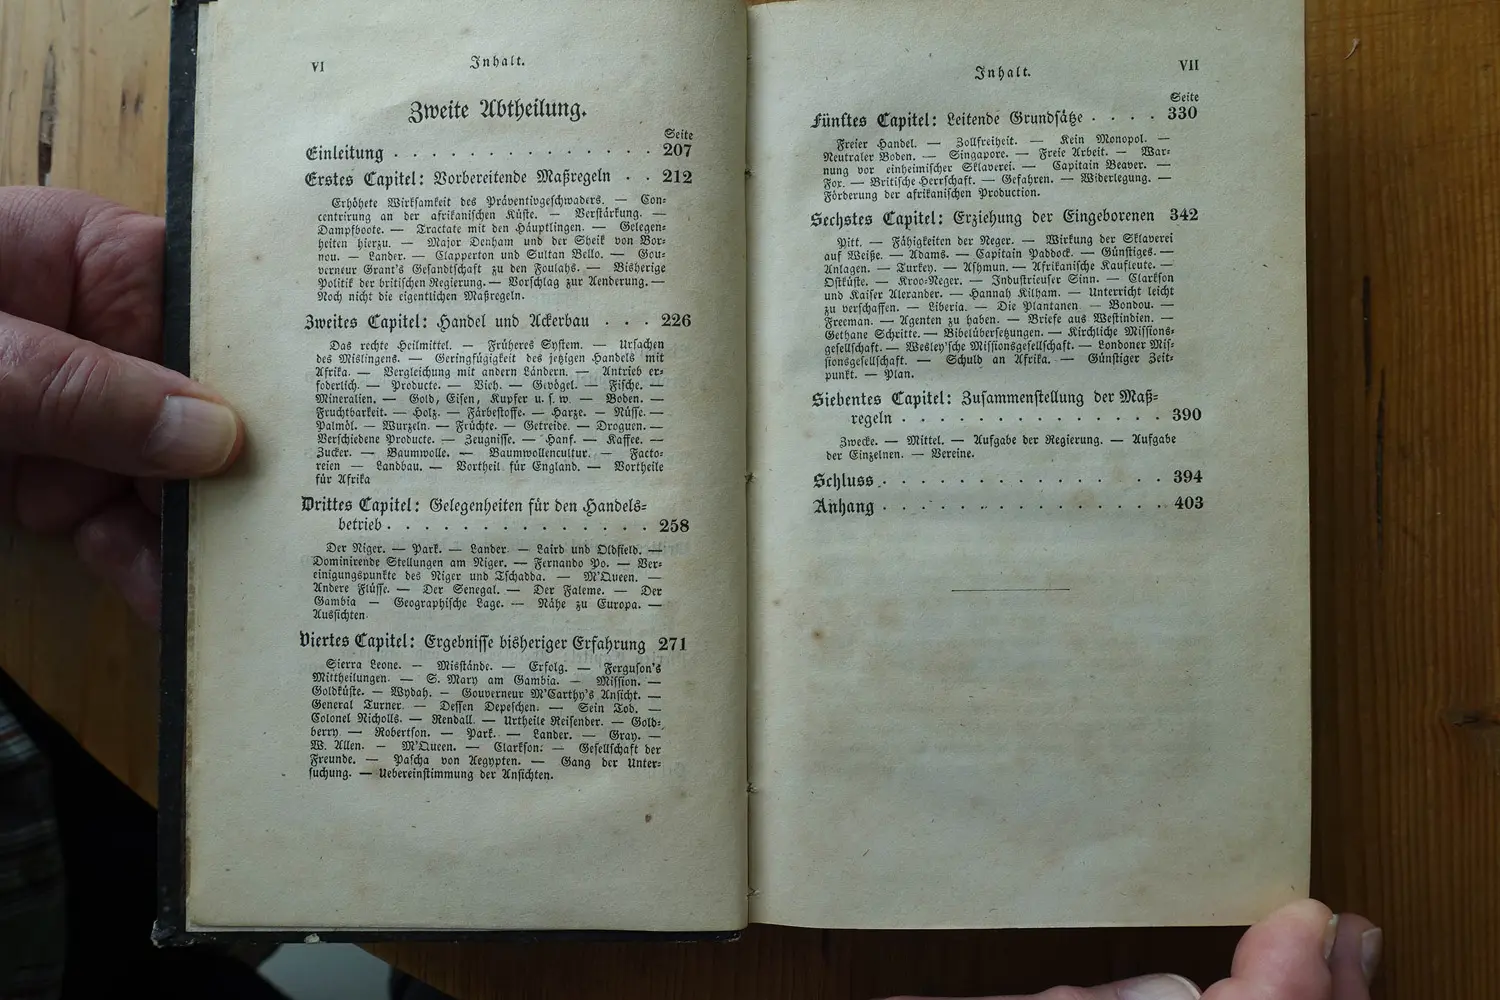 VI
Inhalt.
Zweite Abtheilung.
Seite
Einleitung . . . . . . . . . . . . . . 207
Erstes Capitel: Vorbereitende Maßregeln . . 212
Erhöhete Wirksamkeit des Präventivgeschwaders. — Con-
centrirung an der afrikanischen Küste. — Verstärkung. —
Dampfboote. — Tractate mit den Häuptlingen. — Gelegen-
heiten hierzu. — Major Denham und der Sheik von Bor-
nou. — Lander. — Clapperton und Sultan Bello. — Gou-
verneur Grant's Gesandtschaft zu den Foulahs. — Bisherige
Politik der britischen Regierung. — Vorschlag zur Aenderung. —
Noch nicht die eigentlichen Maßregeln.
Zweites Capitel: Handel und Ackerbau . . . 226
Das rechte Heilmittel. — Früheres System. — Ursachen
des Mislingens. — Geringfügigkeit des jetzigen Handels mit
Afrika. — Vergleichung mit andern Ländern. — Antrieb er-
foderlich. — Producte. — Vieh. — Gevögel. — Fische. —
Mineralien. — Gold, Eisen, Kupfer u. s. w. — Boden. —
Fruchtbarkeit. — Holz. — Färbestoffe. — Harze. — Nüsse. —
Palmöl. — Wurzeln. — Früchte. — Getreide. — Droguen. —
Verschiedene Producte. — Zeugnisse. — Hanf. — Kaffee. —
Zucker. — Baumwolle. — Baumwollencultur. — Facto-
reien — Landbau. — Vortheil für England. — Vortheile
für Afrika
Drittes Capitel: Gelegenheiten für den Handels-
betrieb . . . . . . . . . . . . . . 258
Der Niger. — Park. — Lander. — Laird und Oldfield. —
Dominirende Stellungen am Niger. — Fernando Po. — Ver-
einigungspunkte des Niger und Tschadda. — M'Queen. —
Andere Flüsse. — Der Senegal. — Der Faleme. — Der
Gambia — Geographische Lage. — Nähe zu Europa. —
Aussichten.
Viertes Capitel: Ergebnisse bisheriger Erfahrung 271
Sierra Leone. — Misstände. — Erfolg. — Ferguson's
Mittheilungen. — S. Mary am Gambia. — Mission. —
Goldküste. — Wydah. — Gouverneur M'Carthy's Ansicht. —
General Turner. — Dessen Depeschen. — Sein Tod. —
Colonel Nicholls. — Rendall. — Urtheile Reisender. — Gold-
berry — Robertson. — Park. — Lander. — Gray. —
W. Allen. — M'Queen. — Clarkson. — Gesellschaft der
Freunde. — Pascha von Aegypten. — Gang der Unter-
suchung. — Uebereinstimmung der Ansichten.
Inhalt.
VII
Seite
Fünftes Capitel: Leitende Grundsätze . . . . 330
Freier Handel. — Zollfreiheit. — Kein Monopol. —
Neutraler Boden. — Singapore. — Freie Arbeit. — War-
nung vor einheimischer Sklaverei. — Capitain Beaver. —
Fox. — Britische Herrschaft. — Gefahren. — Widerlegung. —
Förderung der afrikanischen Production.
Sechstes Capitel: Erziehung der Eingeborenen 342
Pitt. — Fähigkeiten der Neger. — Wirkung der Sklaverei
auf Weiße. — Adams. — Capitain Paddock. — Günstiges. —
Anlagen. — Turkey. — Ashmun. — Afrikanische Kaufleute. —
Ostküste. — Kroo-Neger. — Industrieuser Sinn. — Clarkson
und Kaiser Alexander. — Hannah Kilham. — Unterricht leicht
zu verschaffen. — Liberia. — Die Plantanen. — Bondou. —
Freeman. — Agenten zu haben. — Briefe aus Westindien. —
Gethane Schritte. — Bibelübersetzungen. — Kirchliche Missions-
gesellschaft. — Wesley'sche Missionsgesellschaft. — Londoner Mis-
sionsgesellschaft. — Schuld an Afrika. — Günstiger Zeit-
punkt. — Plan.
Siebentes Capitel: Zusammenstellung der Maß-
regeln . . . . . . . . . . . . . . 390
Zwecke. — Mittel. — Aufgabe der Regierung. — Aufgabe
der Einzelnen. — Vereine.
Schluss . . . . . . . . . . . . . . 394
Anhang . . . . . . . . . . . . . . 403